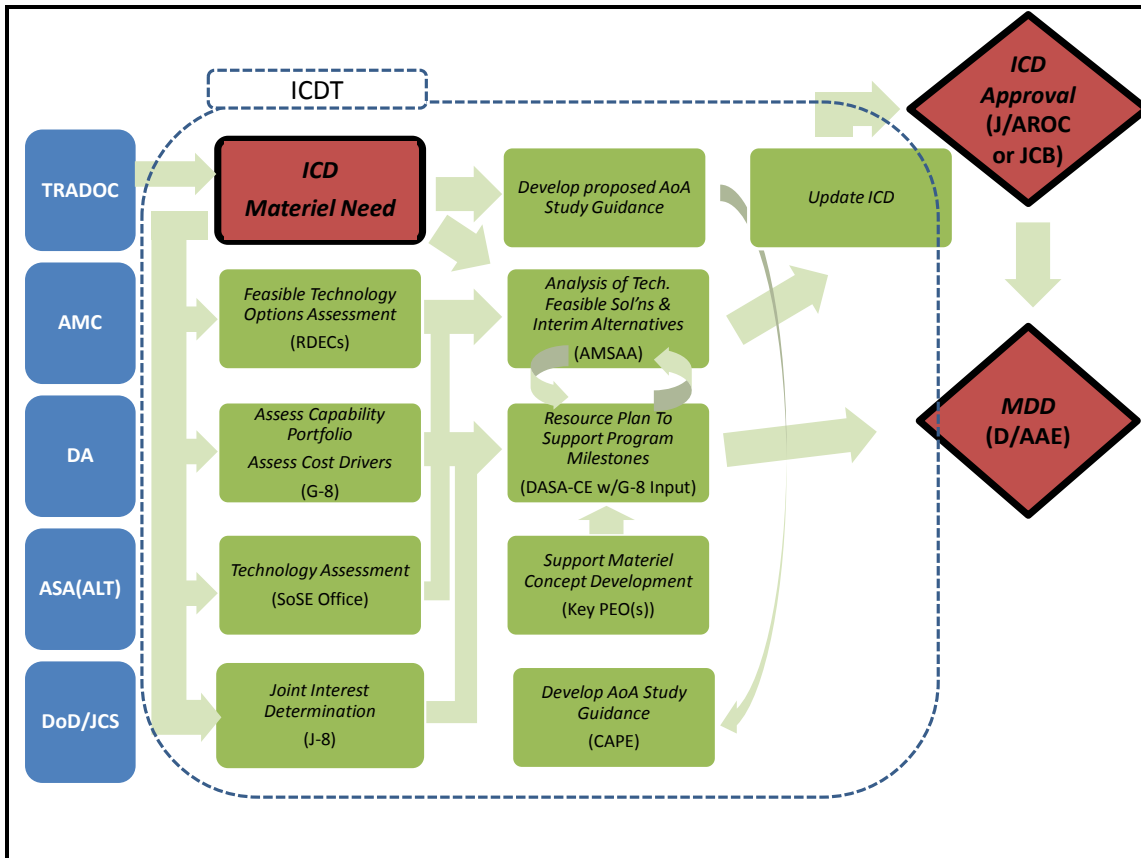 ICDT
ICD
Approval
(J/AROC
or JCB)
TRADOC
ICD
Materiel Need
Develop proposed AoA
Study Guidance
Update ICD
AMC
Feasible Technology
Options Assessment
(RDECs)
Analysis of Tech.
Feasible Sol'ns &
Interim Alternatives
(AMSAA)
MDD
(D/AAE)
DA
Assess Capability
Portfolio
Assess Cost Drivers
(G-8)
Resource Plan To
Support Program
Milestones
(DASA-CE w/G-8 Input)
ASA(ALT)
Technology Assessment
(SoSE Office)
Support Materiel
Concept Development
(Key PEO(s))
DoD/JCS
Joint Interest
Determination
(J-8)
Develop AoA Study
Guidance
(CAPE)